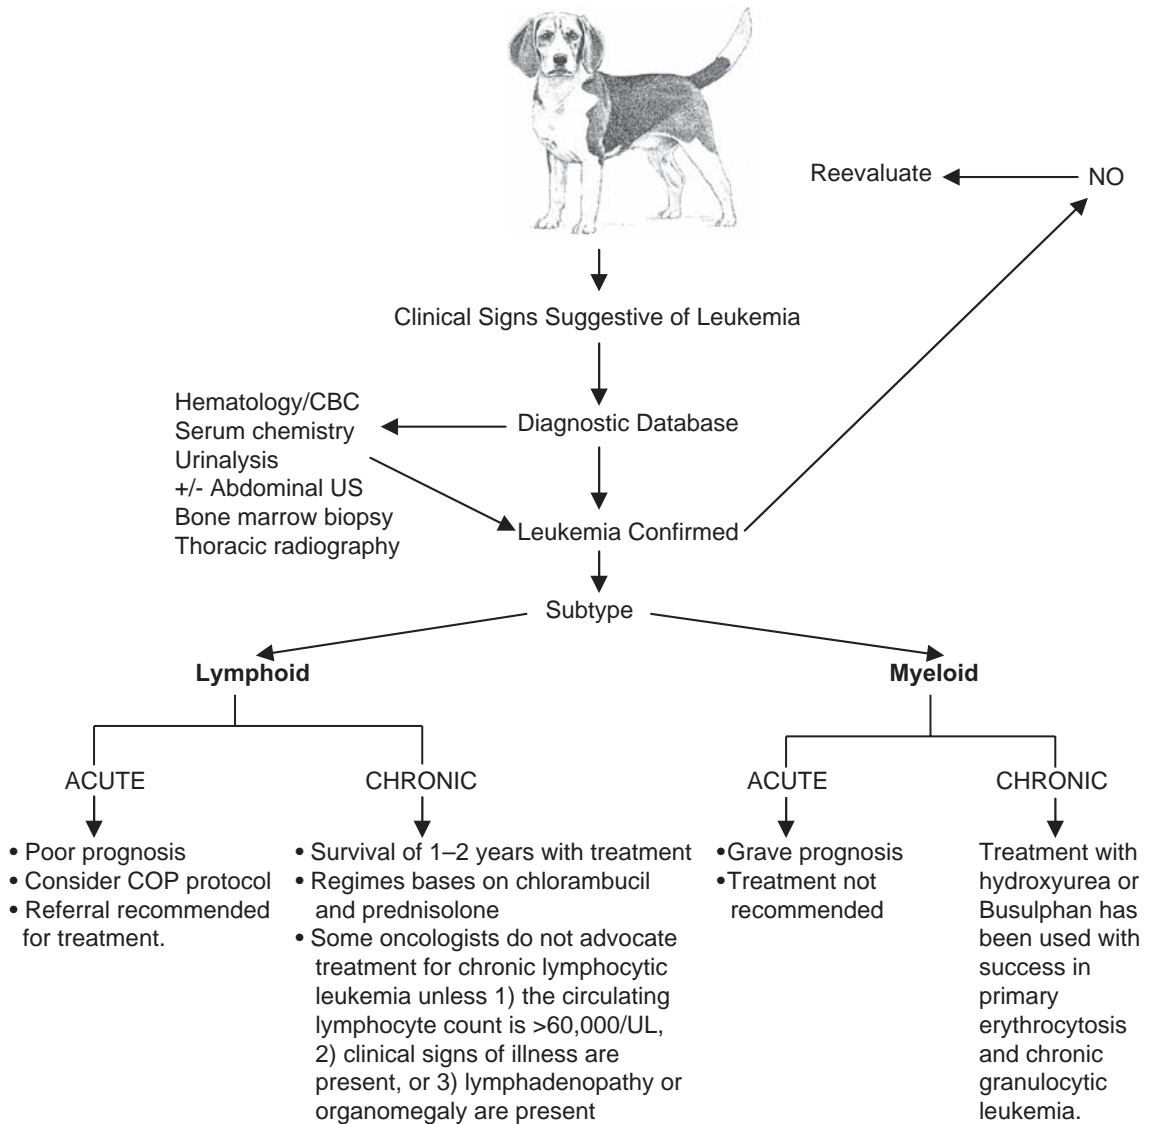 Reevaluate
NO
Clinical Signs Suggestive of Leukemia
Diagnostic Database
Hematology/CBC
Serum chemistry
Urinalysis
+/- Abdominal US
Bone marrow biopsy
Thoracic radiography
Leukemia Confirmed
Subtype
Lymphoid
Myeloid
ACUTE
• Poor prognosis
• Consider COP protocol
• Referral recommended
for treatment.
CHRONIC
• Survival of 1–2 years with treatment
• Regimes bases on chlorambucil
and prednisolone
• Some oncologists do not advocate
treatment for chronic lymphocytic
leukemia unless 1) the circulating
lymphocyte count is >60,000/UL,
2) clinical signs of illness are
present, or 3) lymphadenopathy or
organomegaly are present
ACUTE
•Grave prognosis
•Treatment not
recommended
CHRONIC
Treatment with
hydroxyurea or
Busulphan has
been used with
success in
primary
erythrocytosis
and chronic
granulocytic
leukemia.